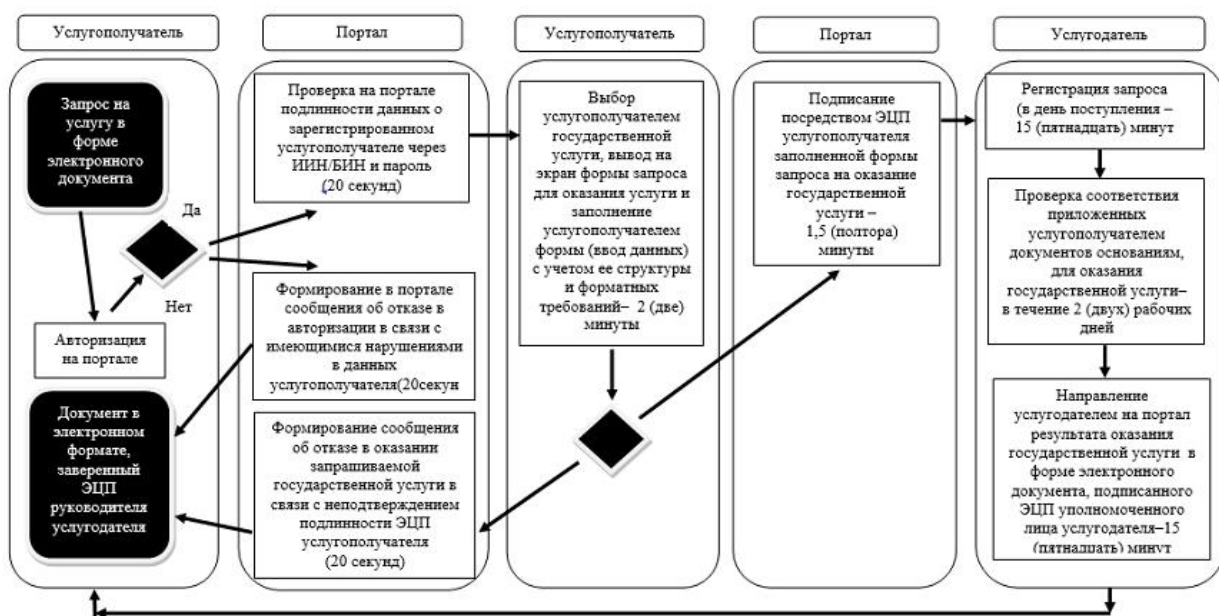 Услугополучатель
Портал
Услугополучатель
Портал
Услугодатель
Запрос на
услугу в
форме
электронного
документа
Да
Нет
Авторизация
на портале
Документ в
электронном
формате,
заверенный
ЭЦП
руководителя
услугодателя
Проверка на портале
подлинности данных о
зарегистрированном
услугополучателе через
ИИН/БИН и пароль
(20 секунд)
Формирование в портале
сообщения об отказе в
авторизации в связи с
имеющимися нарушениями
в данных
услугополучателя(20секун
Формирование сообщения
об отказе в оказании
запрашиваемой
государственной услуги в
связи с неподтверждением
подлинности ЭЦП
услугополучателя
(20 секунд)
Выбор
услугополучателем
государственной
услуги, вывод на
экран формы запроса
для оказания услуги и
заполнение
услугополучателем
формы (ввод данных)
с учетом ее структуры
и форматных
требований– 2 (две)
минуты
Подписание
посредством ЭЦП
услугополучателя
заполненной формы
запроса на оказание
государственной
услуги –
1,5 (полтора)
минуты
Регистрация запроса
(в день поступления –
15 (пятнадцать) минут
Проверка соответствия
приложенных
услугополучателем
документов основаниям,
для оказания
государственной услуги–
в течение 2 (двух) рабочих
дней
Направление
услугодателем на портал
результата оказания
государственной услуги в
форме электронного
документа, подписанного
ЭЦП уполномоченного
лица услугодателя–15
(пятнадцать) минут